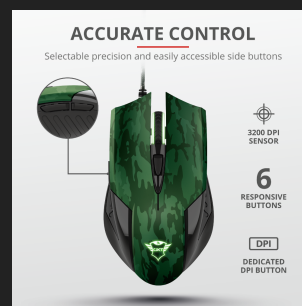 ACCURATE CONTROL
Selectable precision and easily accessible side buttons
3200 DPI
SENSOR
6
RESPONSIVE
BUTTONS
DPI
DEDICATED
DPI BUTTON